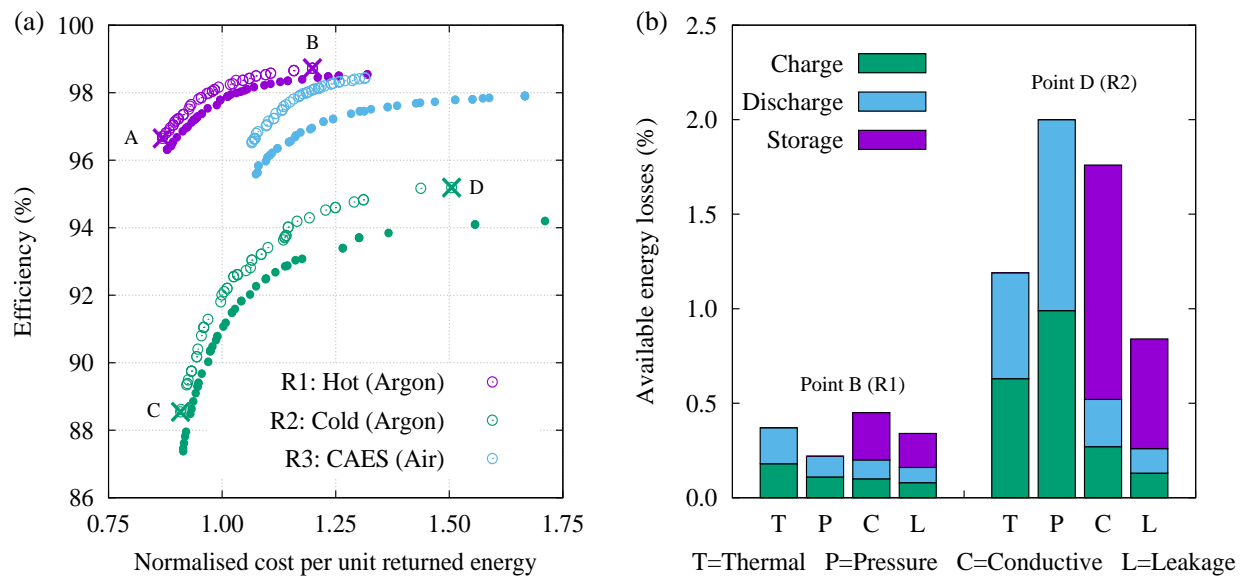 (a)
100
98
96
94
92
90
88
86
Efficiency (%)
A
B
C
D
R1: Hot (Argon)
R2: Cold (Argon)
R3: CAES (Air)
0.75 1.00 1.25 1.50 1.75
Normalised cost per unit returned energy
(b)
2.5
2.0
1.5
1.0
0.5
0.0
Available energy losses (%)
Charge
Discharge
Storage
Point D (R2)
Point B (R1)
T P C L T P C L
T=Thermal P=Pressure C=Conductive L=Leakage